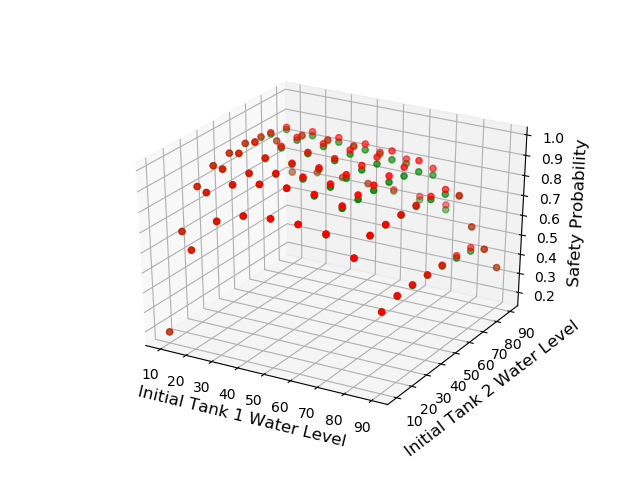 1.0
0.9
0.8
0.7
0.6
0.5
0.4
0.3
0.2
Safety Probability
10 20 30 40 50 60 70 80 90
Initial Tank 1 Water Level
10 20 30 40 50 60 70 80 90
Initial Tank 2 Water Level